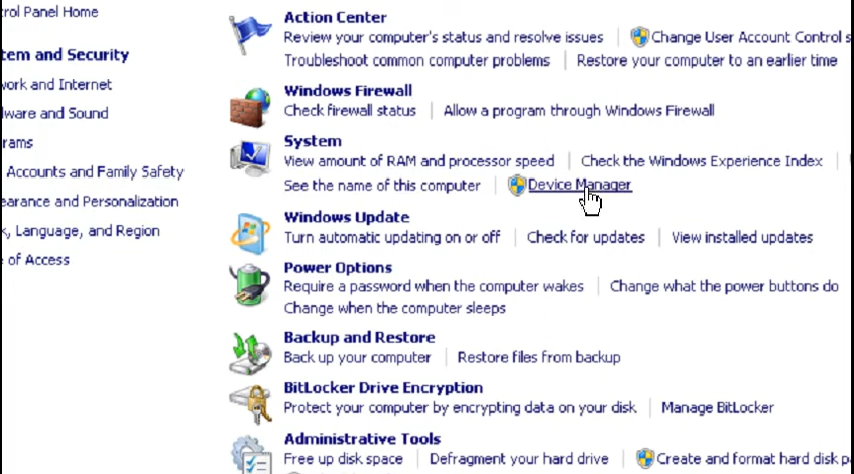 rol Panel Home
tem and Security
work and Internet
ware and Sound
rams
Accounts and Family Safety
earance and Personalization
k, Language, and Region
of Access
Action Center
Review your computer's status and resolve issues | Change User Account Control s
Troubleshoot common computer problems | Restore your computer to an earlier time
Windows Firewall
Check firewall status | Allow a program through Windows Firewall
System
View amount of RAM and processor speed | Check the Windows Experience Index |
See the name of this computer | Device Manager
Windows Update
Turn automatic updating on or off | Check for updates | View installed updates
Power Options
Require a password when the computer wakes | Change what the power buttons do
Change when the computer sleeps
Backup and Restore
Back up your computer | Restore files from backup
BitLocker Drive Encryption
Protect your computer by encrypting data on your disk | Manage BitLocker
Administrative Tools
Free up disk space | Defragment your hard drive | Create and format hard disk p